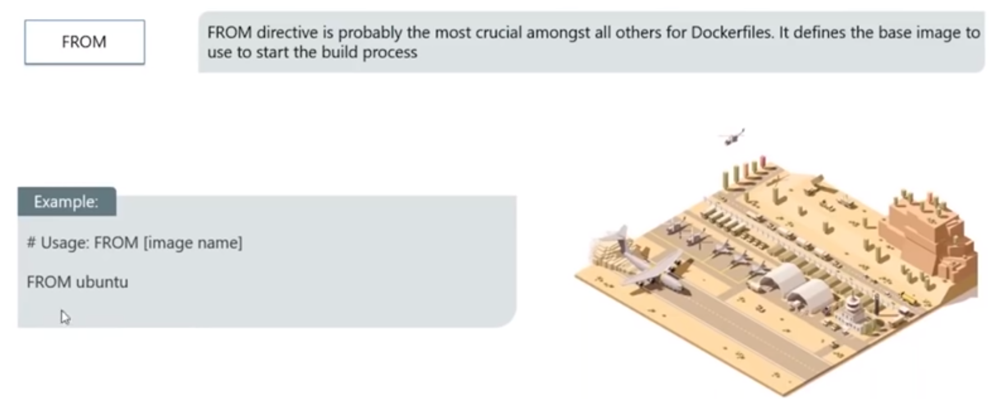 FROM
FROM directive is probably the most crucial amongst all others for Dockerfiles. It defines the base image to
use to start the build process
Example:
# Usage: FROM [image name]
FROM ubuntu